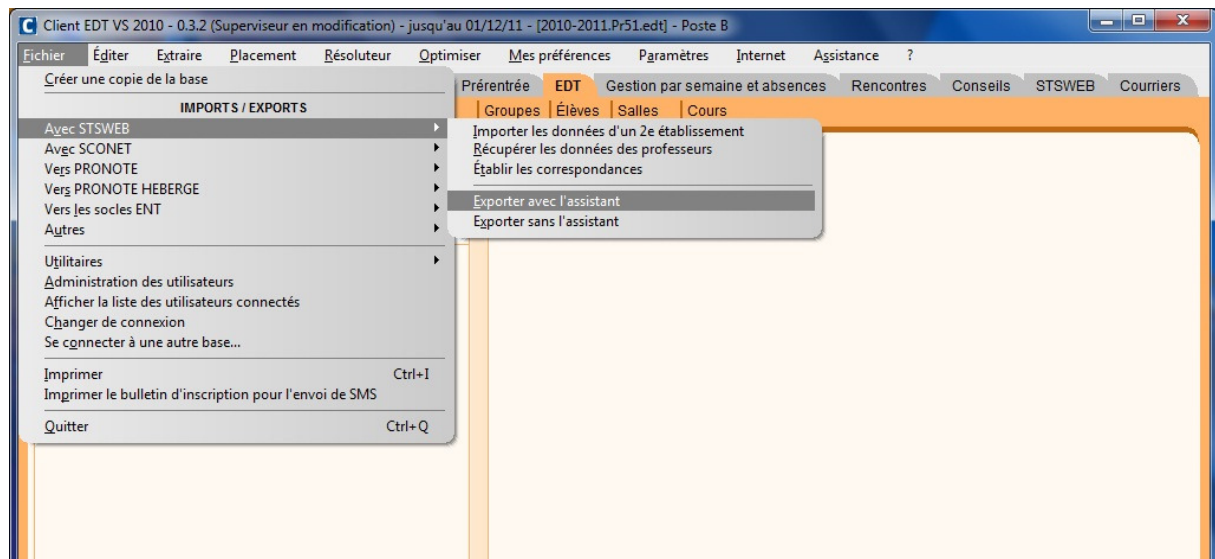 Client EDT VS 2010 - 0.3.2 (Superviseur en modification) - jusqu'au 01/12/11 - [2010-2011.Pr51.edt] - Poste B
Fichier Éditer Extraire Placement Résoluteur Optimiser Mes préférences Paramètres Internet Assistance ?
Prérentrée EDT Gestion par semaine et absences Rencontres Conseils STSWEB Courriers
Groupes Élèves Salles Cours
Créer une copie de la base
IMPORTS / EXPORTS
Avec STSWEB
Avec SCONET
Vers PRONOTE
Vers PRONOTE HEBERGE
Vers les socles ENT
Autres
Utilitaires
Administration des utilisateurs
Afficher la liste des utilisateurs connectés
Changer de connexion
Se connecter à une autre base...
Imprimer Ctrl+I
Imprimer le bulletin d'inscription pour l'envoi de SMS
Quitter Ctrl+Q
Importer les données d'un 2e établissement
Récupérer les données des professeurs
Établir les correspondances
Exporter avec l'assistant
Exporter sans l'assistant